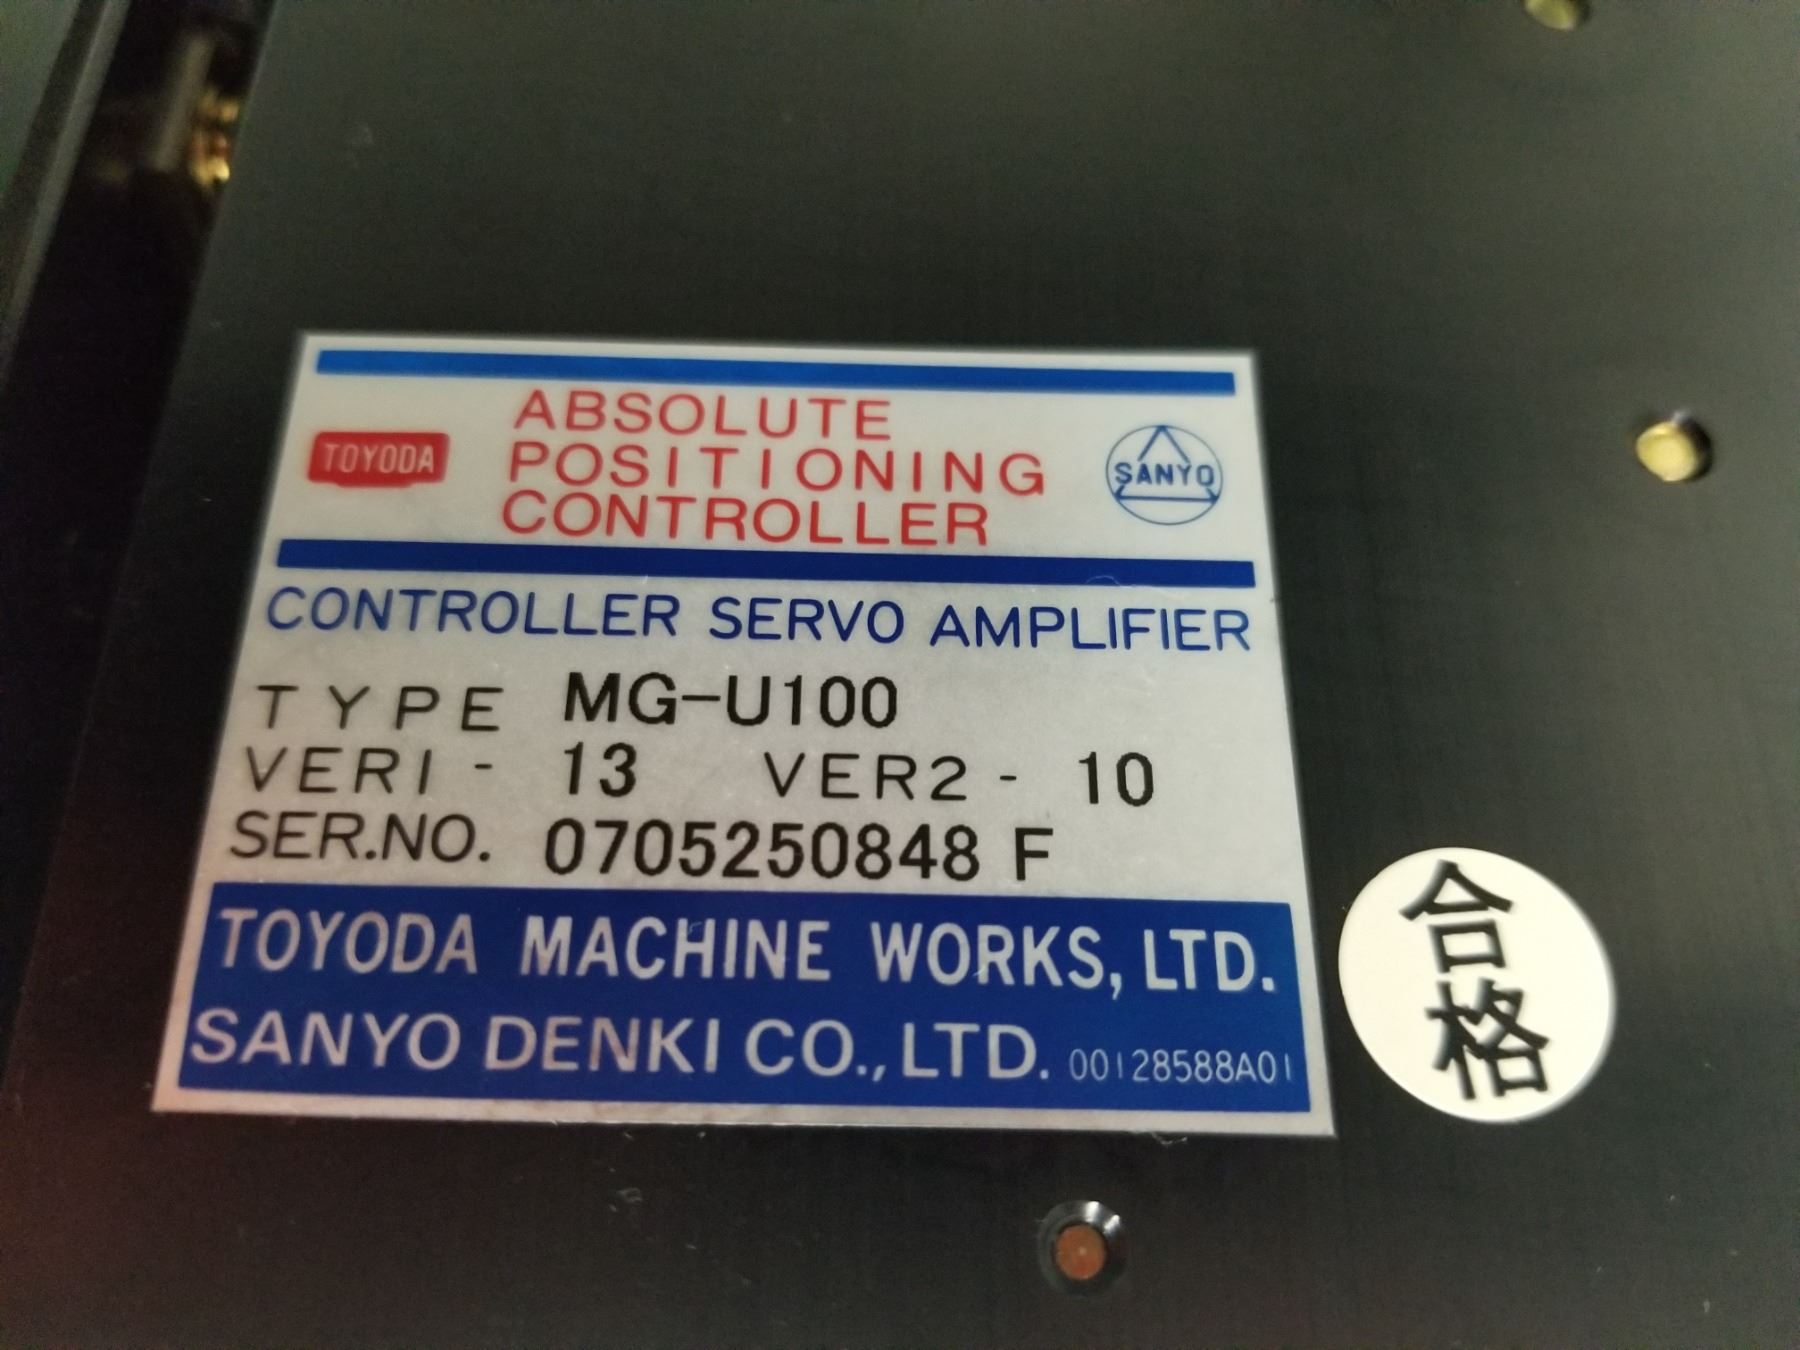 TOYODA
ABSOLUTE
POSITIONING
CONTROLLER
SANYO
CONTROLLER SERVO AMPLIFIER
TYPE MG-U100
VER1 - 13 VER2 - 10
SER.NO. 0705250848 F
TOYODA MACHINE WORKS, LTD.
SANYO DENKI CO., LTD. 00128588A01
合格